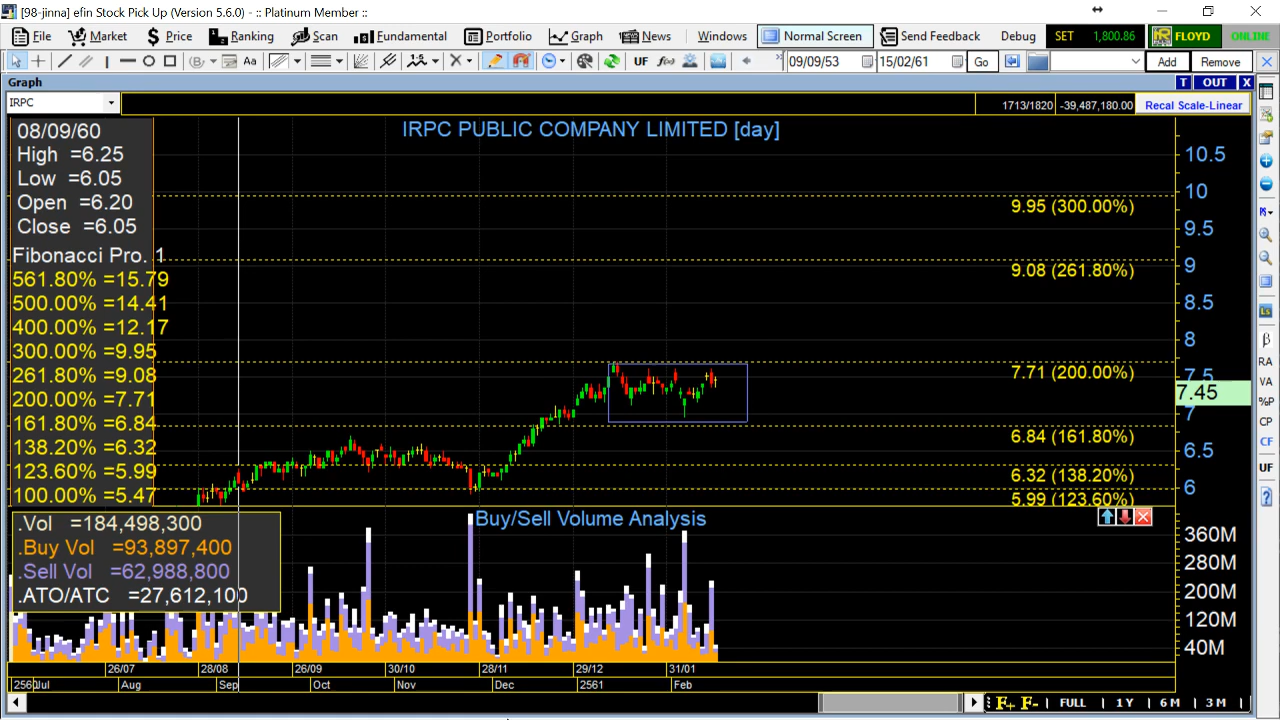 [98-jinna] efin Stock Pick Up (Version 5.6.0) - :: Platinum Member ::
File Market Price Ranking Scan Fundamental Portfolio Graph News Windows Normal Screen Send Feedback Debug SET 1,800.86 FLOYD ONLINE
Aa UF f(x) 09/09/53 15/02/61 Go Add Remove
Graph T OUT X
IRPC 1713/1820 -39,487,180.00 Recal Scale-Linear
IRPC PUBLIC COMPANY LIMITED [day]
08/09/60
High =6.25
Low =6.05
Open =6.20
Close =6.05
Fibonacci Pro. 1
561.80% =15.79
500.00% =14.41
400.00% =12.17
300.00% =9.95
261.80% =9.08
200.00% =7.71
161.80% =6.84
138.20% =6.32
123.60% =5.99
100.00% =5.47
9.95 (300.00%)
9.08 (261.80%)
7.71 (200.00%)
6.84 (161.80%)
6.32 (138.20%)
5.99 (123.60%)
10.5
10
9.5
9
8.5
8
7.5
7.45
7
6.5
6
Ls
β
RA
VA
%P
CP
CF
UF
Buy/Sell Volume Analysis
.Vol =184,498,300
.Buy Vol =93,897,400
.Sell Vol =62,988,800
.ATO/ATC =27,612,100
360M
280M
200M
120M
40M
26/07 28/08 26/09 30/10 28/11 29/12 31/01
2560 Jul Aug Sep Oct Nov Dec 2561 Feb
F+ F- FULL 1 Y 6 M 3 M